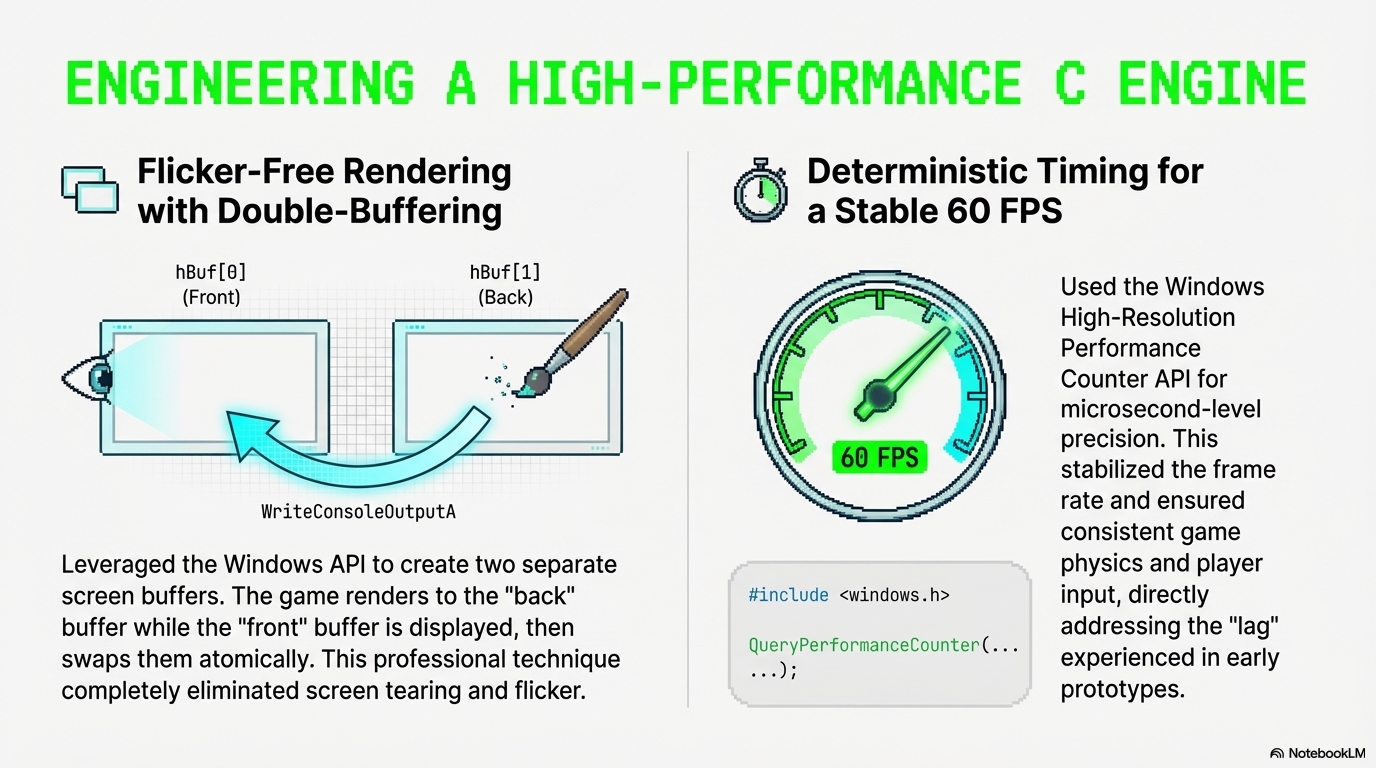 ENGINEERING A HIGH-PERFORMANCE C ENGINE
Flicker-Free Rendering
with Double-Buffering
hBuf[0]
(Front)
hBuf[1]
(Back)
WriteConsoleOutputA
Leveraged the Windows API to create two separate
screen buffers. The game renders to the "back"
buffer while the "front" buffer is displayed, then
swaps them atomically. This professional technique
completely eliminated screen tearing and flicker.
Deterministic Timing for
a Stable 60 FPS
60 FPS
#include <windows.h>
QueryPerformanceCounter(...
...);
Used the Windows
High-Resolution
Performance
Counter API for
microsecond-level
precision. This
stabilized the frame
rate and ensured
consistent game
physics and player
input, directly
addressing the "lag"
experienced in early
prototypes.
NotebookLM